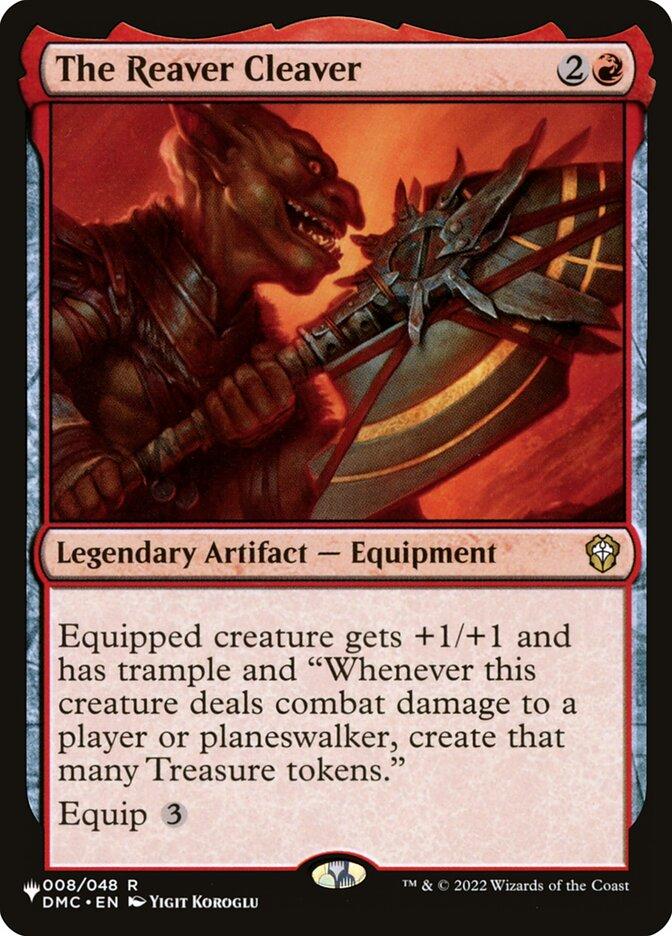 The Reaver Cleaver 2
Legendary Artifact — Equipment
Equipped creature gets +1/+1 and
has trample and “Whenever this
creature deals combat damage to a
player or planeswalker, create that
many Treasure tokens.”
Equip 3
008/048 R
DMC • EN Yigit Koroglu
™ & © 2022 Wizards of the Coast